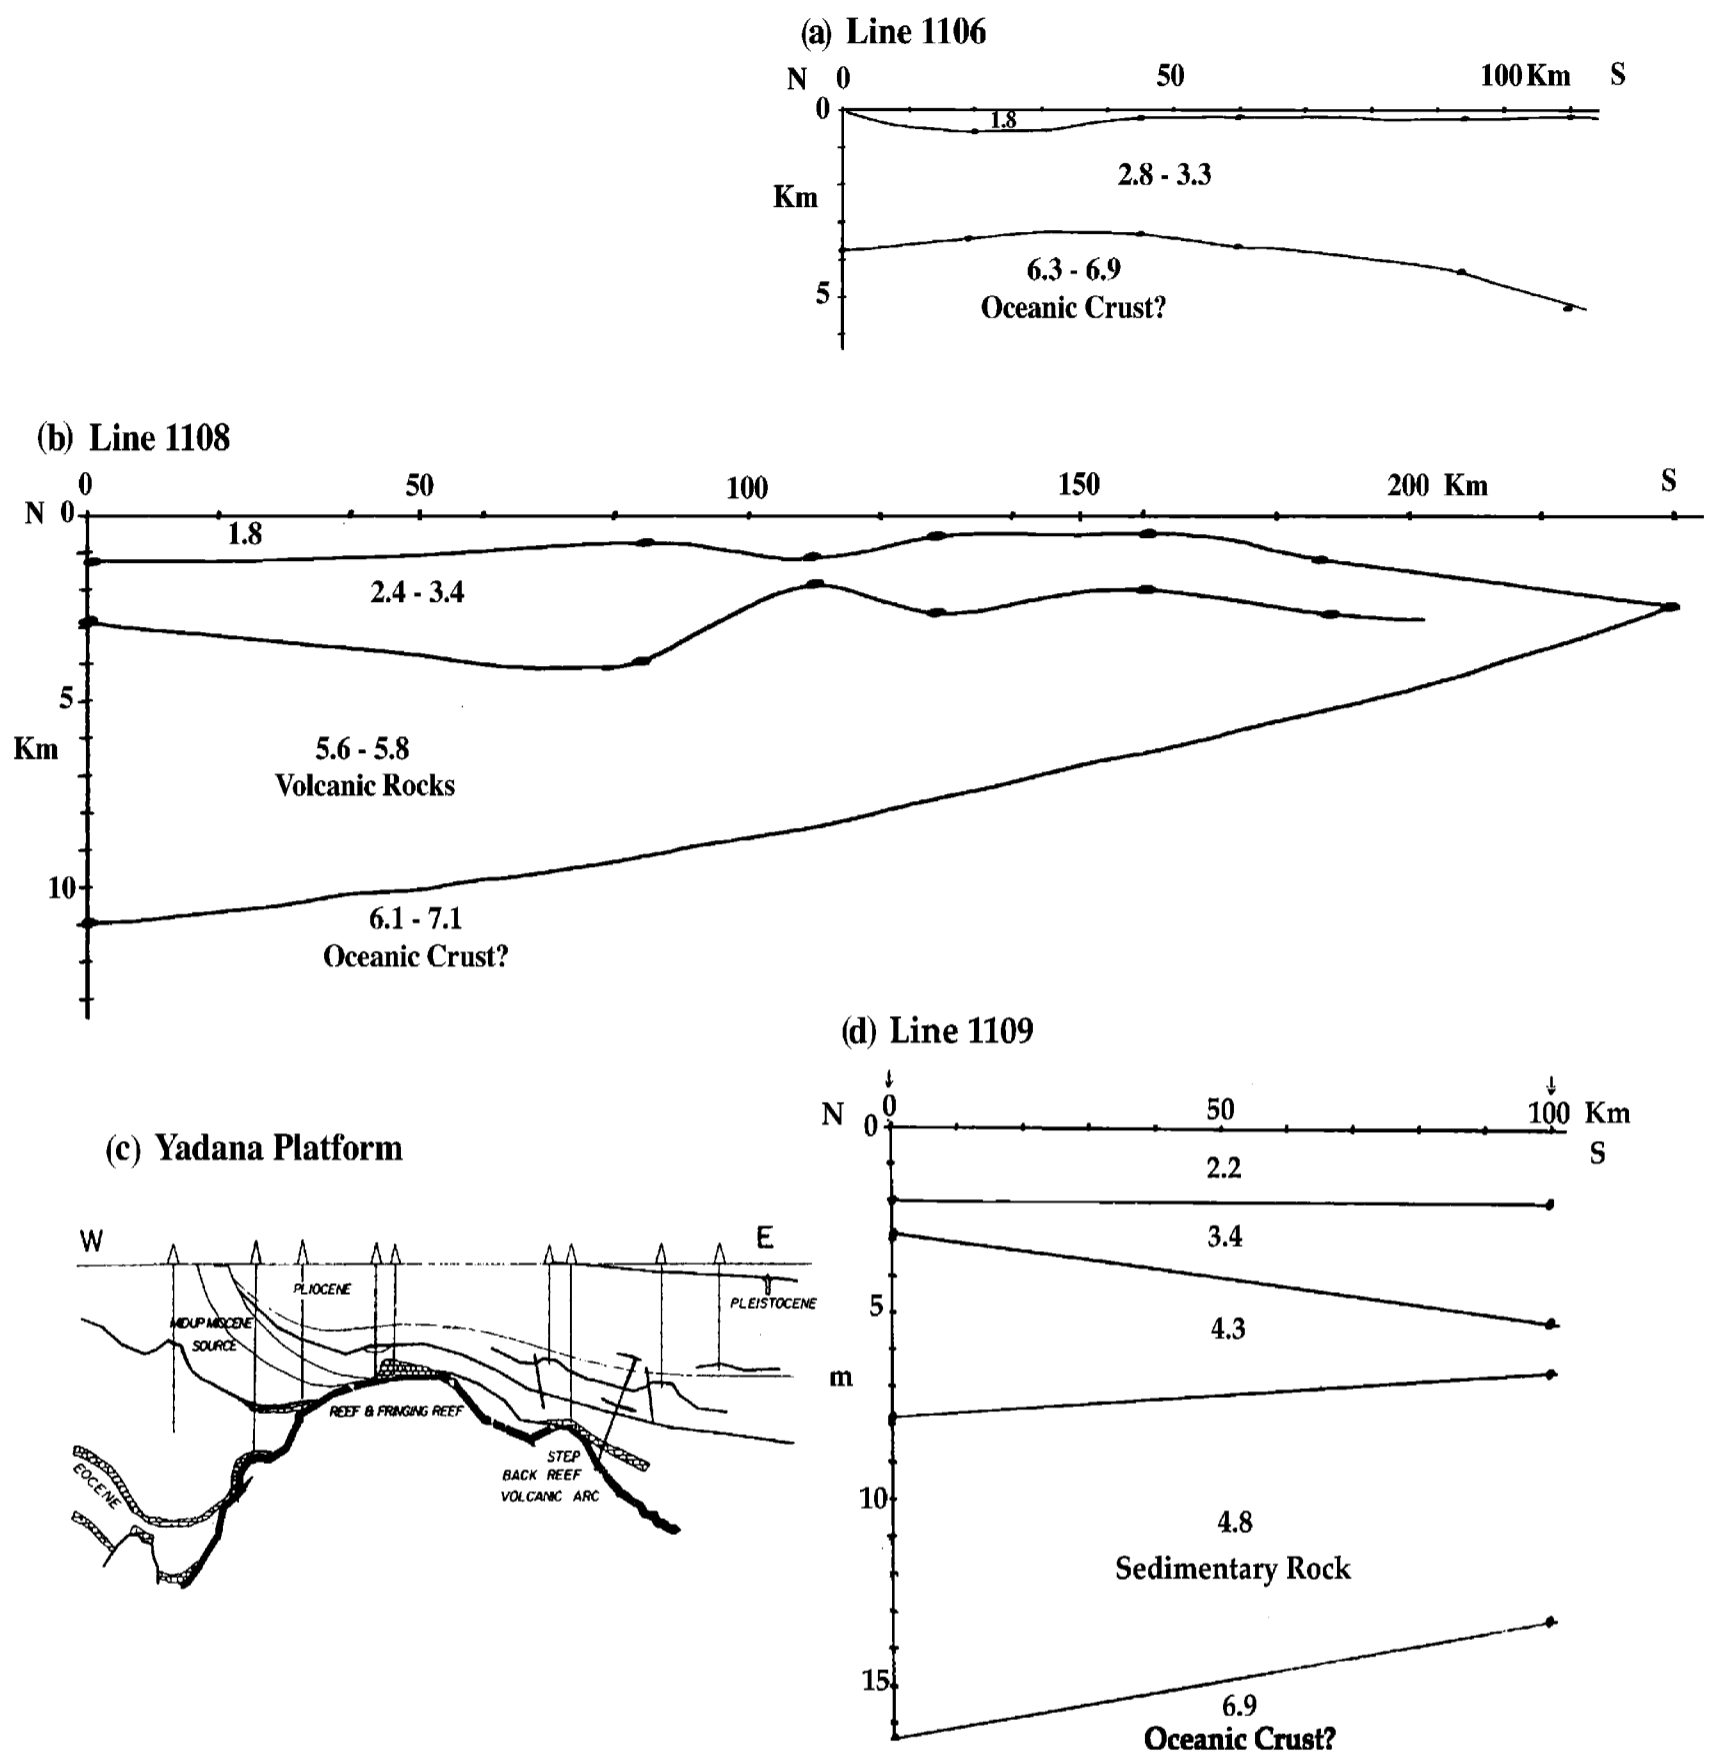 (a) Line 1106
N 0 50 100 Km S
0
1.8
2.8 - 3.3
Km
6.3 - 6.9
5
Oceanic Crust?
(b) Line 1108
0 50 100 150 200 Km S
N 0
1.8
2.4 - 3.4
5
Km
5.6 - 5.8
Volcanic Rocks
10
6.1 - 7.1
Oceanic Crust?
(c) Yadana Platform
W E
PLIOCENE
PLEISTOCENE
MIDUP MIOCENE
SOURCE
REEF & FRINGING REEF
EOCENE
STEP
BACK REEF
VOLCANIC ARC
(d) Line 1109
N 0 50 100 Km
0
S
2.2
3.4
5
4.3
m
10
4.8
Sedimentary Rock
15
6.9
Oceanic Crust?